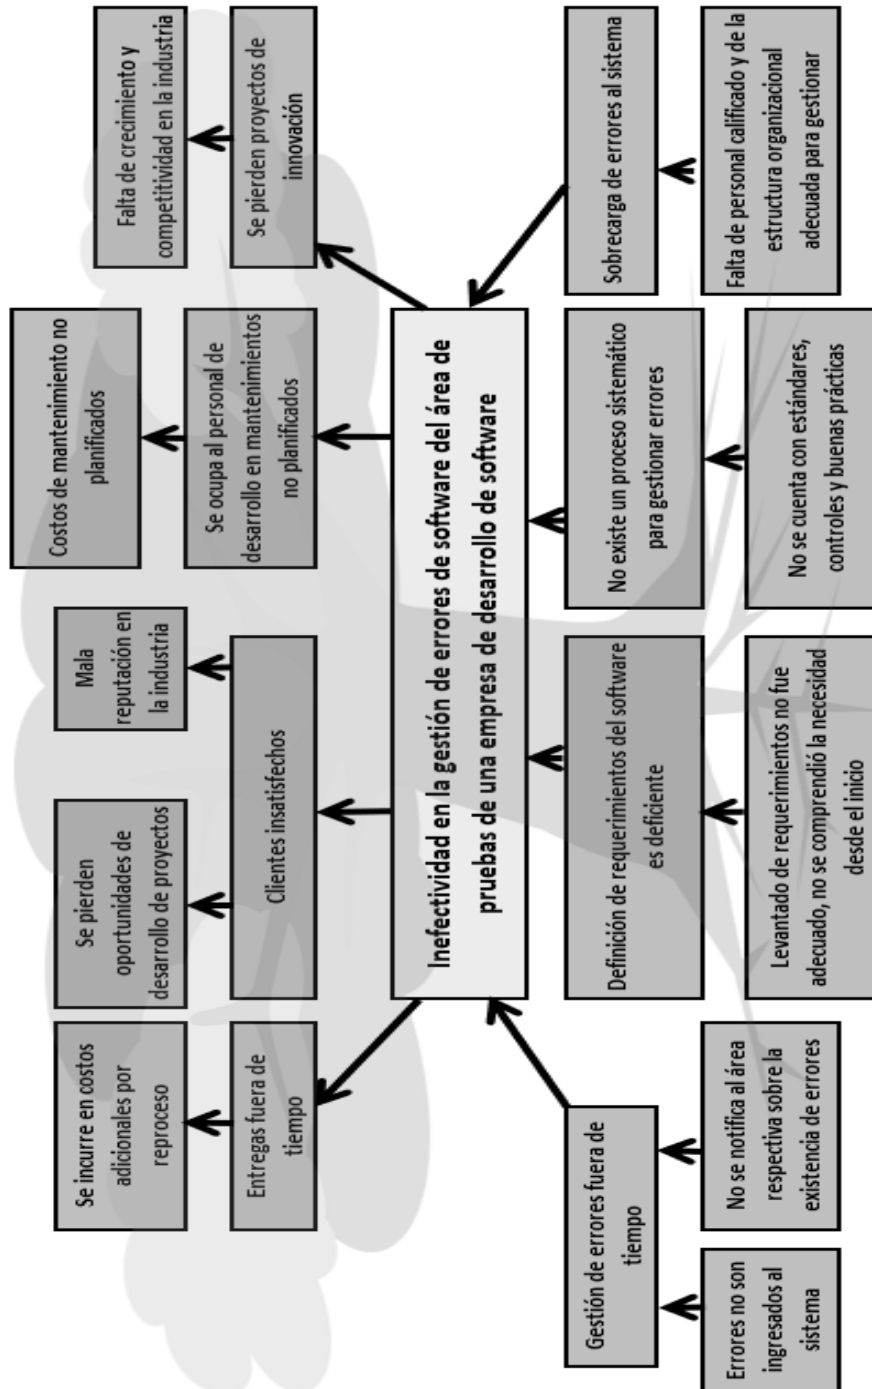 Se incurre en costos
adicionales por
reproceso
Se pierden
oportunidades de
desarrollo de proyectos
Mala
reputación en
la industria
Costos de mantenimiento no
planificados
Falta de crecimiento y
competitividad en la industria
Entregas fuera de
tiempo
Clientes insatisfechos
Se ocupa al personal de
desarrollo en mantenimientos
no planificados
Se pierden proyectos de
innovación
Inefectividad en la gestión de errores de software del área de
pruebas de una empresa de desarrollo de software
Gestión de errores fuera de
tiempo
Definición de requerimientos del software
es deficiente
No existe un proceso sistemático
para gestionar errores
Sobrecarga de errores al sistema
Errores no son
ingresados al
sistema
No se notifica al área
respectiva sobre la
existencia de errores
Levantado de requerimientos no fue
adecuado, no se comprendió la necesidad
desde el inicio
No se cuenta con estándares,
controles y buenas prácticas
Falta de personal calificado y de la
estructura organizacional
adecuada para gestionar